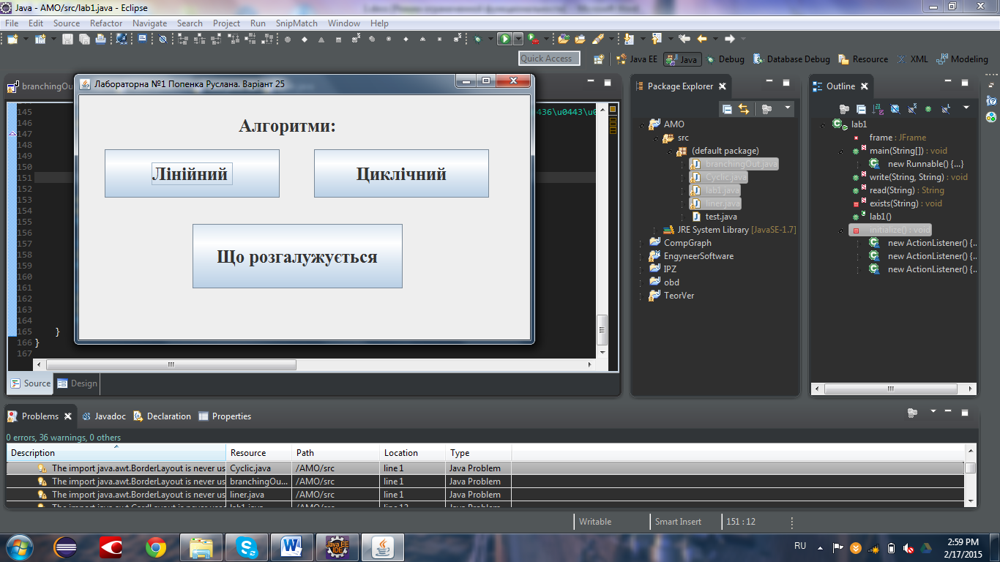 Java - AMO/src/lab1.java - Eclipse
File Edit Source Refactor Navigate Search Project Run SnipMatch Window Help
Quick Access
Java EE Java Debug Database Debug Resource XML Modeling
branchingOu
Лабораторна №1 Попенка Руслана. Варіант 25
Алгоритми:
Лінійний
Циклічний
Що розгалужується
145 436\u0443\u0
146
147
148
149
150
151
152
153
154
155
156
157
158
159
160
161
162
163
164
165 }
166 }
167
Source Design
Package Explorer
AMO
src
(default package)
branchingOut.java
Cyclic.java
lab1.java
liner.java
test.java
JRE System Library [JavaSE-1.7]
CompGraph
EngyneerSoftware
IPZ
obd
TeorVer
Outline
lab1
frame : JFrame
main(String[]) : void
new Runnable() {...}
write(String, String) : void
read(String) : String
exists(String) : void
lab1()
initialize() : void
new ActionListener() {..
new ActionListener() {..
new ActionListener() {..
Problems Javadoc Declaration Properties
0 errors, 36 warnings, 0 others
Description Resource Path Location Type
The import java.awt.BorderLayout is never us Cyclic.java /AMO/src line 1 Java Problem
The import java.awt.BorderLayout is never us branchingOu... /AMO/src line 1 Java Problem
The import java.awt.BorderLayout is never us liner.java /AMO/src line 1 Java Problem
The import java.awt.CardLayout is never used lab1.java /AMO/src line 12 Java Problem
Writable Smart Insert 151 : 12
Java EE IDE
RU
2:59 PM
2/17/2015